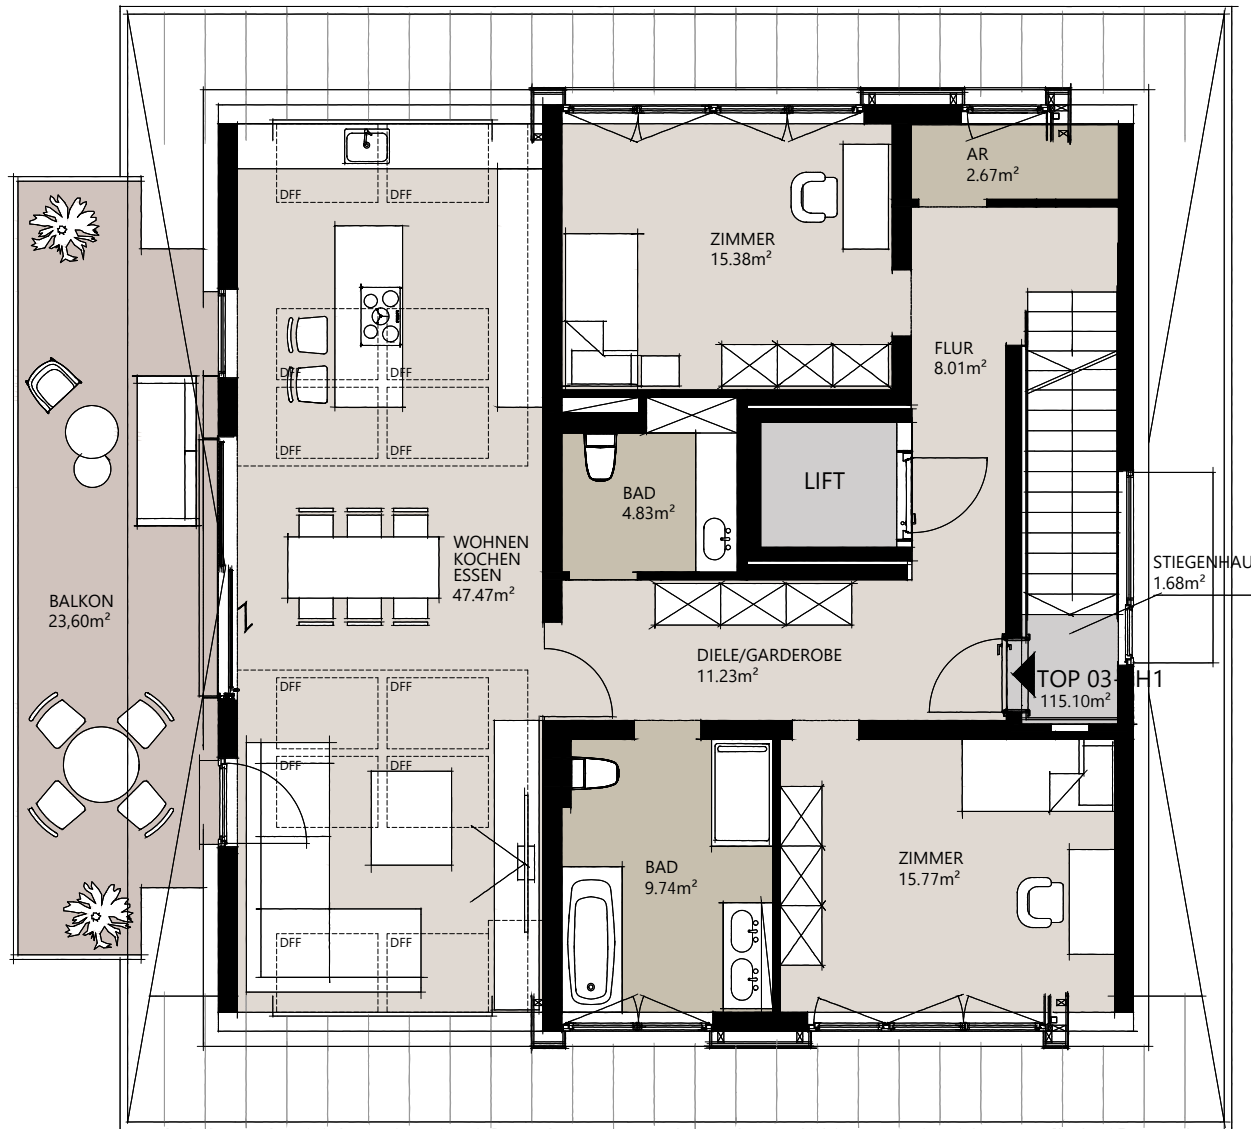 AR
2.67m²
DFF
DFF
ZIMMER
15.38m²
FLUR
8.01m²
DFF
DFF
DFF
DFF
LIFT
BAD
4.83m²
WOHNEN
KOCHEN
ESSEN
47.47m²
STIEGENHAU
1.68m²
BALKON
23,60m²
DIELE/GARDEROBE
11.23m²
TOP 03
H1
115.10m²
DFF
DFF
DFF
DFF
BAD
9.74m²
ZIMMER
15.77m²
DFF
DFF